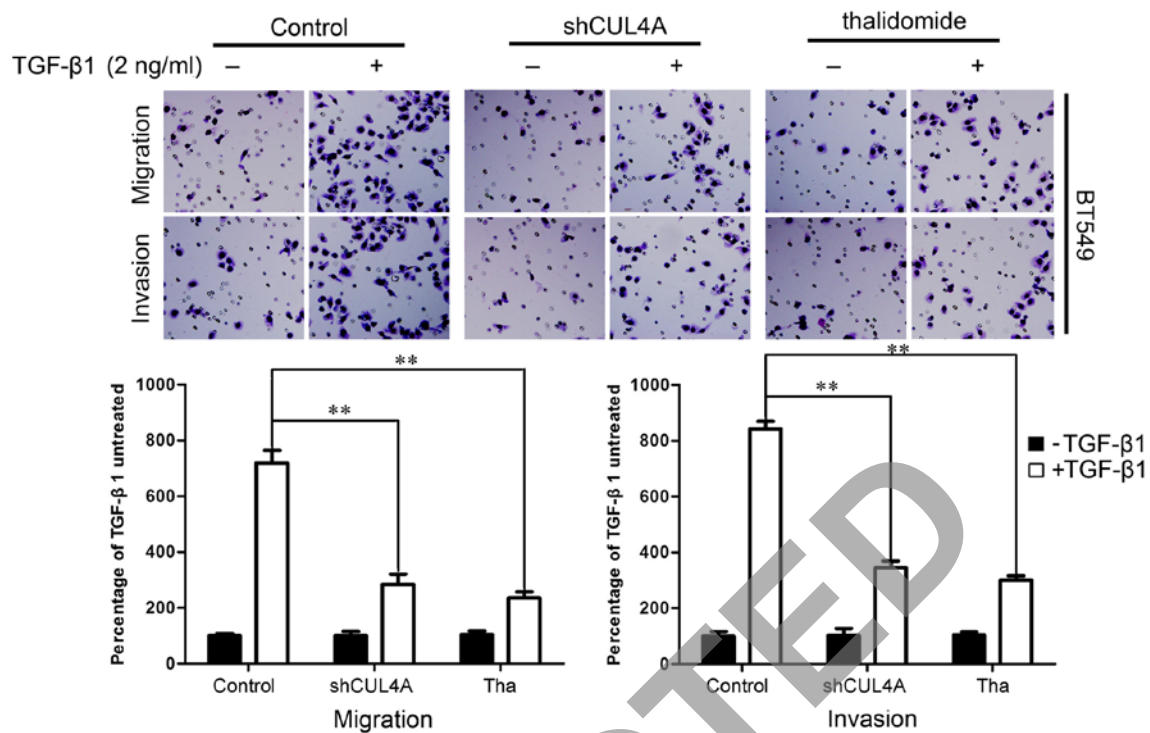 Control shCUL4A thalidomide
TGF-β1 (2 ng/ml) – + – + – +
Migration
Invasion
BT549
**
**
1000
800
600
400
200
0
Percentage of TGF-β 1 untreated
Control shCUL4A Tha
Migration
**
**
1000
800
600
400
200
0
Percentage of TGF-β 1 untreated
Control shCUL4A Tha
Invasion
-TGF-β1
+TGF-β1
TED